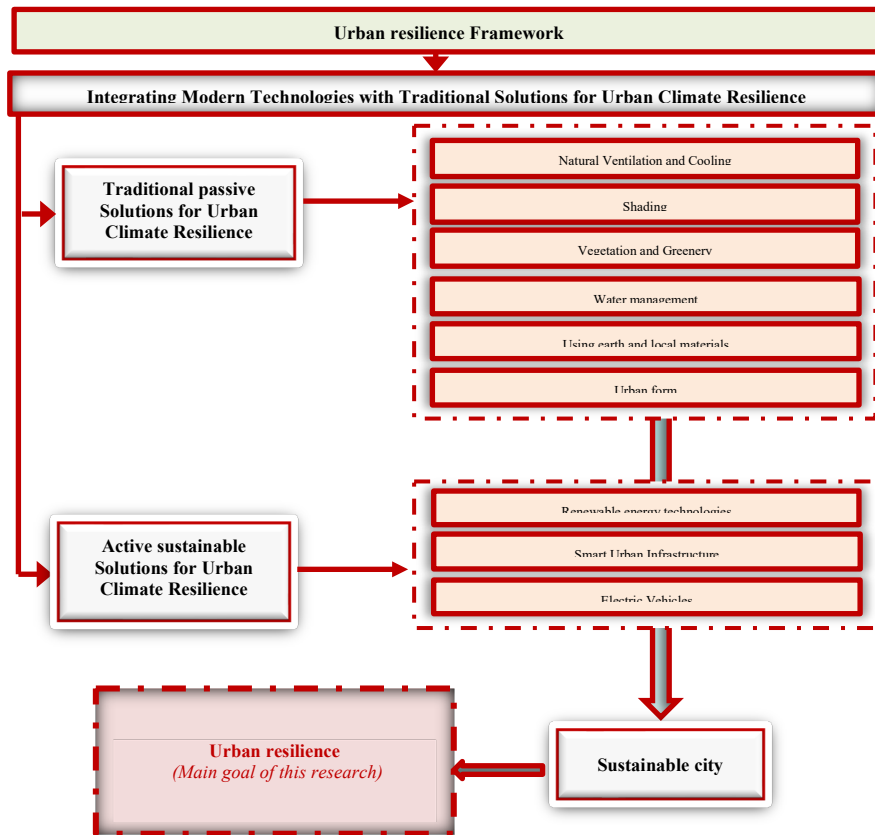 Urban resilience Framework
Integrating Modern Technologies with Traditional Solutions for Urban Climate Resilience
Traditional passive
Solutions for Urban
Climate Resilience
Natural Ventilation and Cooling
Shading
Vegetation and Greenery
Water management
Using earth and local materials
Urban form
Active sustainable
Solutions for Urban
Climate Resilience
Renewable energy technologies
Smart Urban Infrastructure
Electric Vehicles
Urban resilience
(Main goal of this research)
Sustainable city